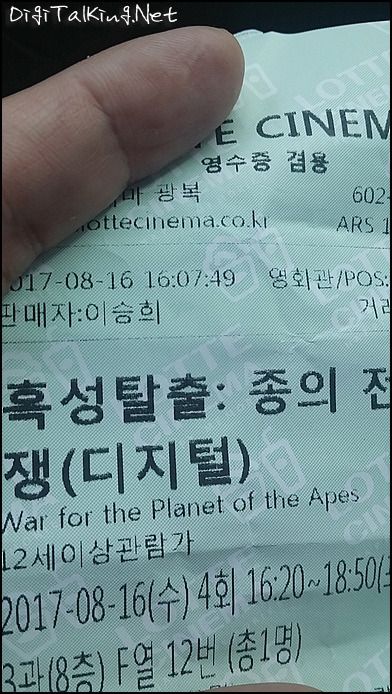 DigiTalKing.Net
CINEM
영수증 겸용
광복 602-
lottecinema.co.kr ARS 1
2017-08-16 16:07:49 영화관/POS:
판매자:이승희 거래
혹성탈출: 종의 전
쟁(디지털)
War for the Planet of the Apes
12세이상관람가
2017-08-16(수) 4회 16:20~18:50(
3관(8층) F열 12번 (총1명)